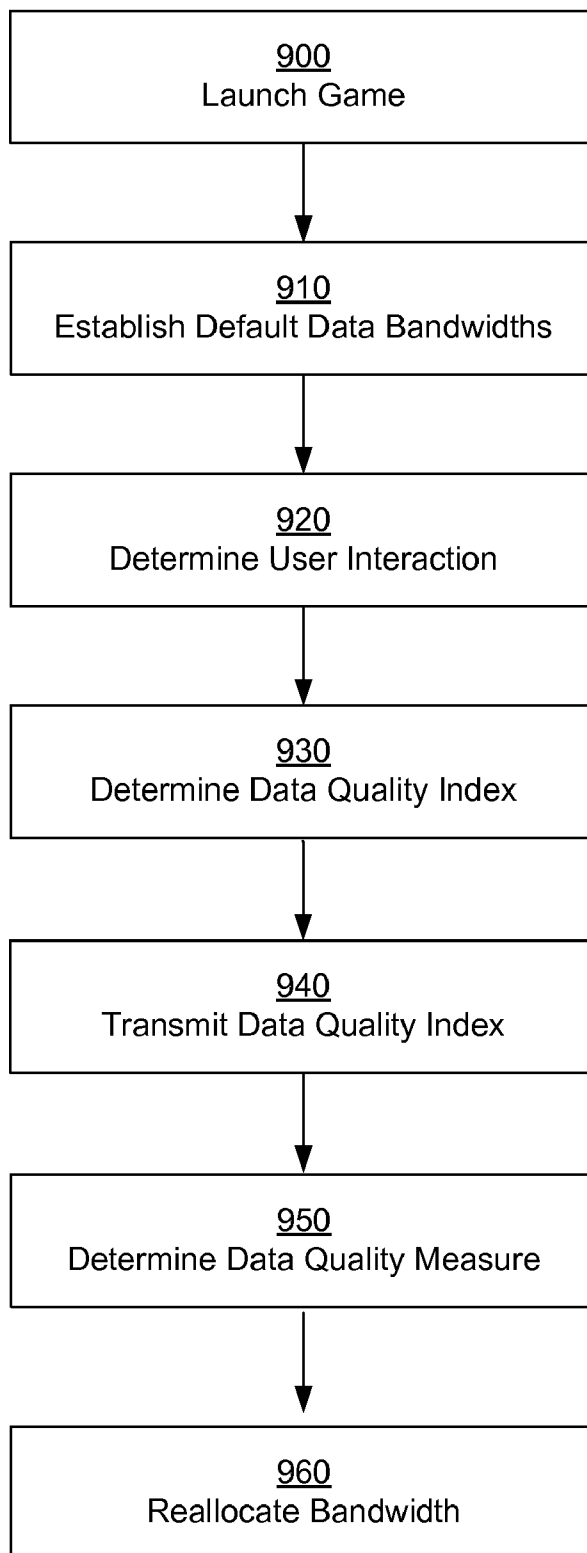 900
Launch Game
910
Establish Default Data Bandwidths
920
Determine User Interaction
930
Determine Data Quality Index
940
Transmit Data Quality Index
950
Determine Data Quality Measure
960
Reallocate Bandwidth